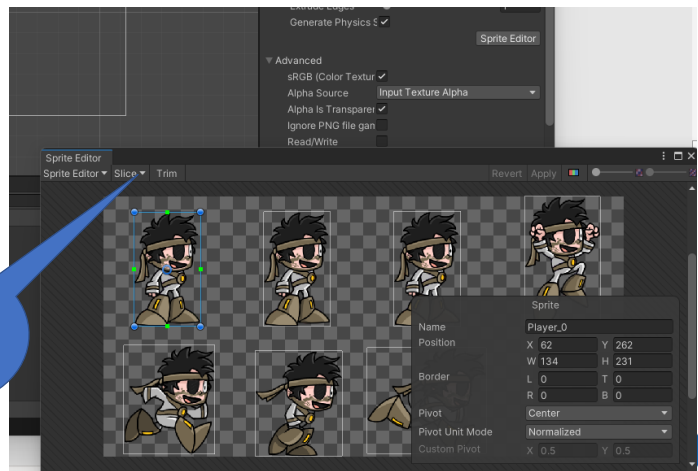 Extrude Edges 1
Generate Physics S
Sprite Editor
Advanced
sRGB (Color Textur
Alpha Source Input Texture Alpha
Alpha Is Transparer
Ignore PNG file gan
Read/Write
Sprite Editor
Sprite Editor Slice Trim Revert Apply
Sprite
Name Player_0
Position X 62 Y 262
W 134 H 231
Border L 0 T 0
R 0 B 0
Pivot Center
Pivot Unit Mode Normalized
Custom Pivot X 0.5 Y 0.5